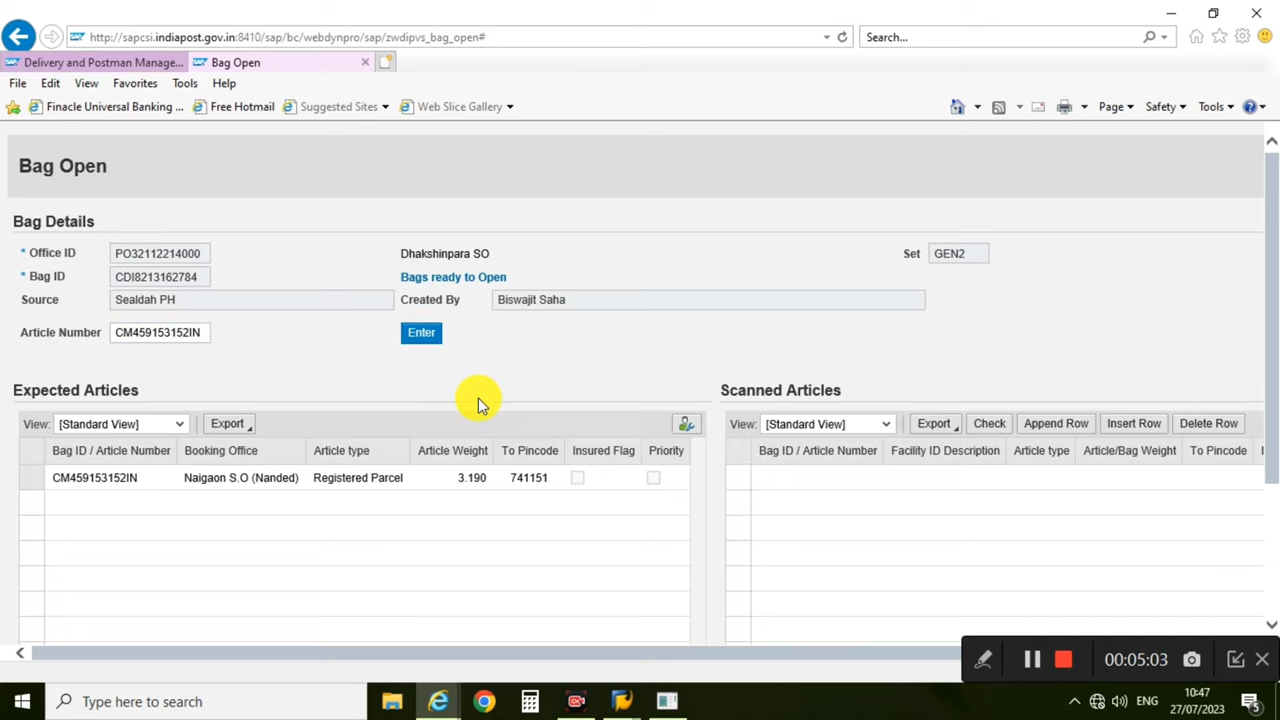 http://sapcsi.indiapost.gov.in:8410/sap/bc/webdynpro/sap/zwdipvs_bag_open#
Search...
Delivery and Postman Manage...
Bag Open
File Edit View Favorites Tools Help
Finacle Universal Banking ... Free Hotmail Suggested Sites Web Slice Gallery
Page Safety Tools
Bag Open
Bag Details
* Office ID PO32112214000 Dhakshinpara SO Set GEN2
* Bag ID CDI8213162784 Bags ready to Open
Source Sealdah PH Created By Biswajit Saha
Article Number CM459153152IN Enter
Expected Articles Scanned Articles
View: [Standard View] Export View: [Standard View] Export Check Append Row Insert Row Delete Row
Bag ID / Article Number Booking Office Article type Article Weight To Pincode Insured Flag Priority Bag ID / Article Number Facility ID Description Article type Article/Bag Weight To Pincode
CM459153152IN Naigaon S.O (Nanded) Registered Parcel 3.190 741151
00:05:03
Type here to search
ENG
10:47
27/07/2023
5